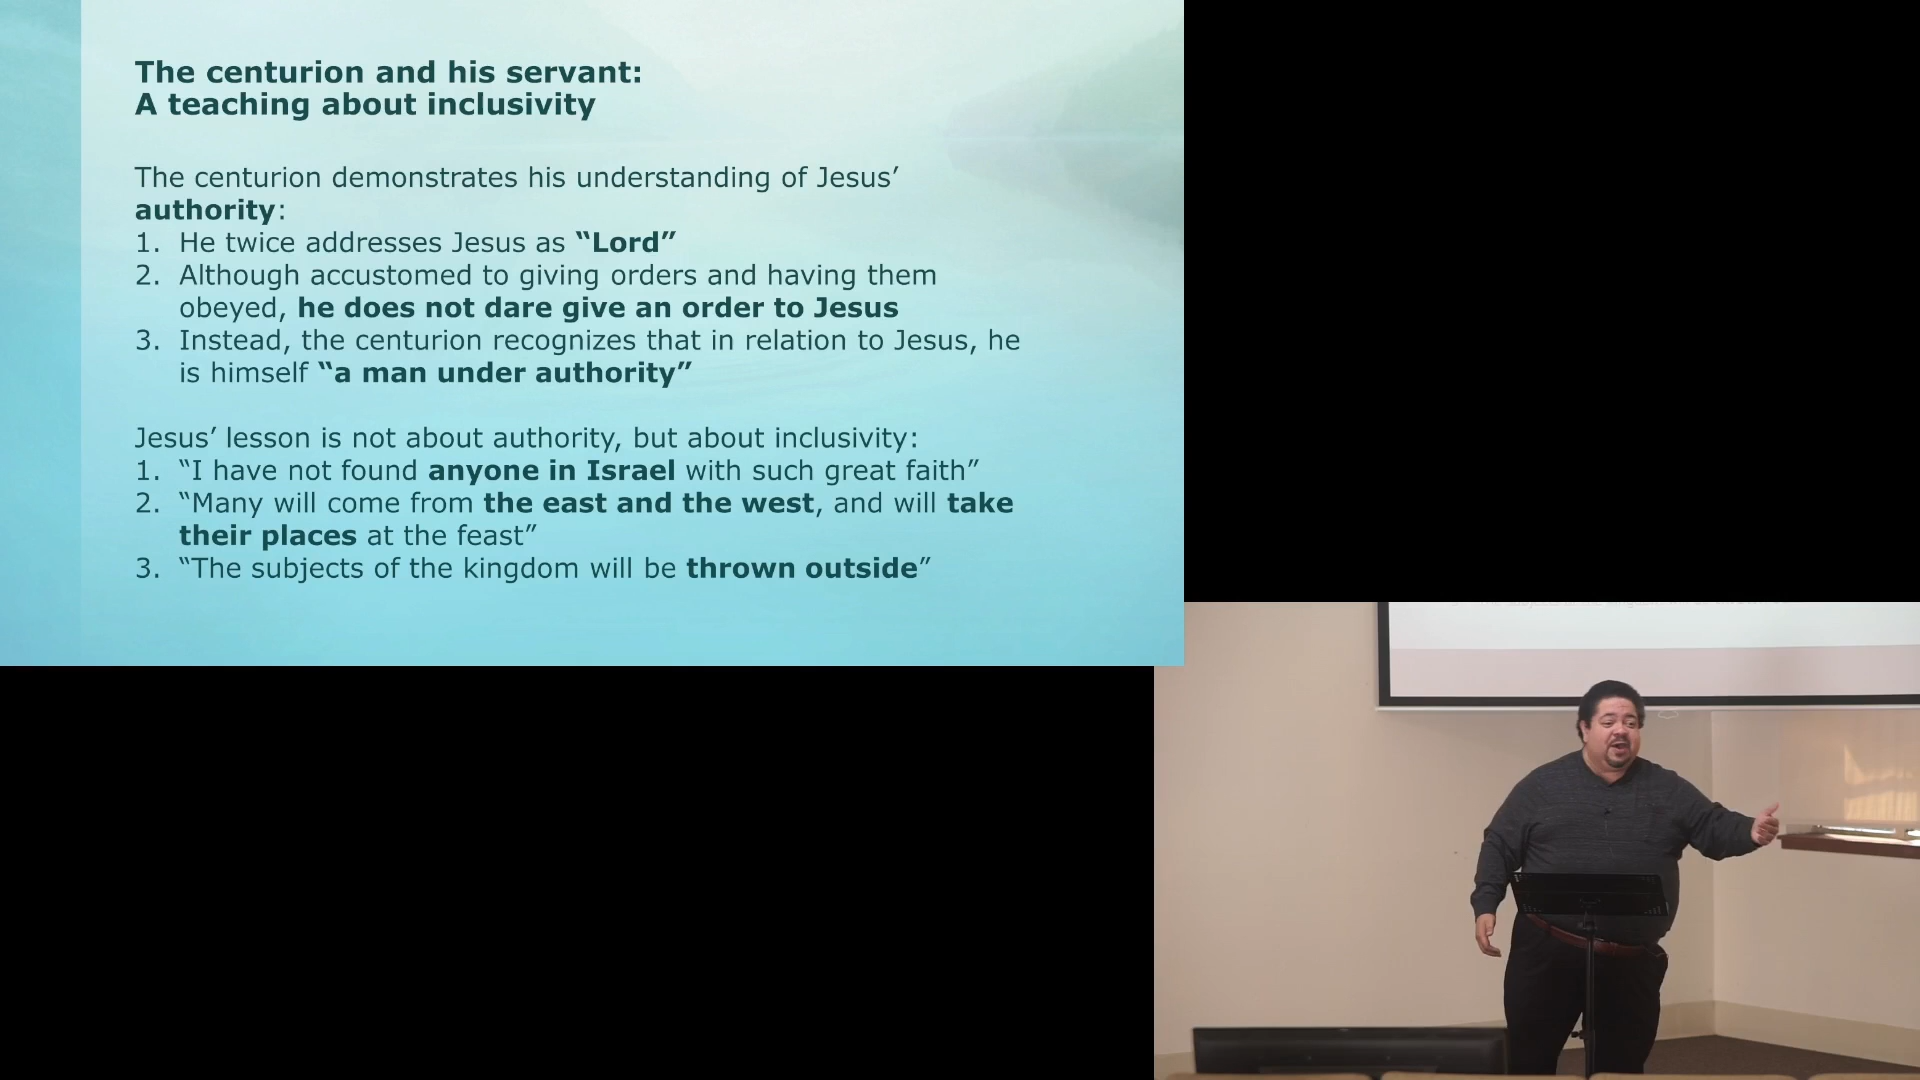 The centurion and his servant:
A teaching about inclusivity
The centurion demonstrates his understanding of Jesus’
authority:
1. He twice addresses Jesus as “Lord”
2. Although accustomed to giving orders and having them
obeyed, he does not dare give an order to Jesus
3. Instead, the centurion recognizes that in relation to Jesus, he
is himself “a man under authority”
Jesus’ lesson is not about authority, but about inclusivity:
1. “I have not found anyone in Israel with such great faith”
2. “Many will come from the east and the west, and will take
their places at the feast”
3. “The subjects of the kingdom will be thrown outside”